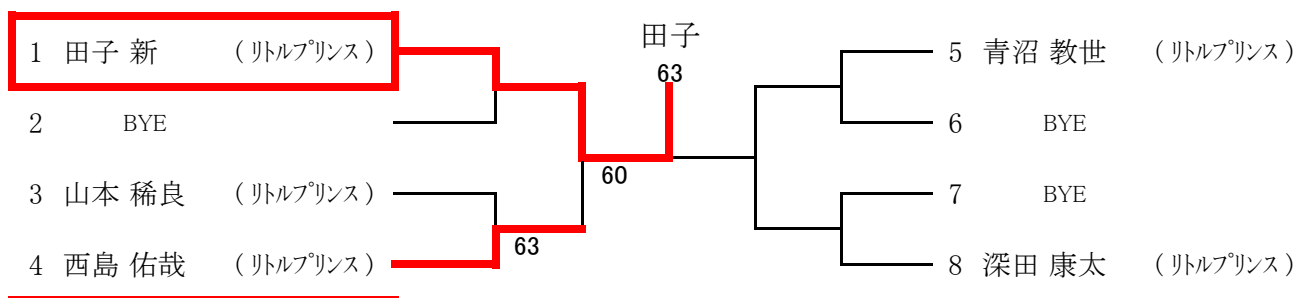 田子
63
1 田子 新 (リトルプリンス)
2 BYE
3 山本 稀良 (リトルプリンス)
4 西島 佑哉 (リトルプリンス)
60
63
5 青沼 教世 (リトルプリンス)
6 BYE
7 BYE
8 深田 康太 (リトルプリンス)